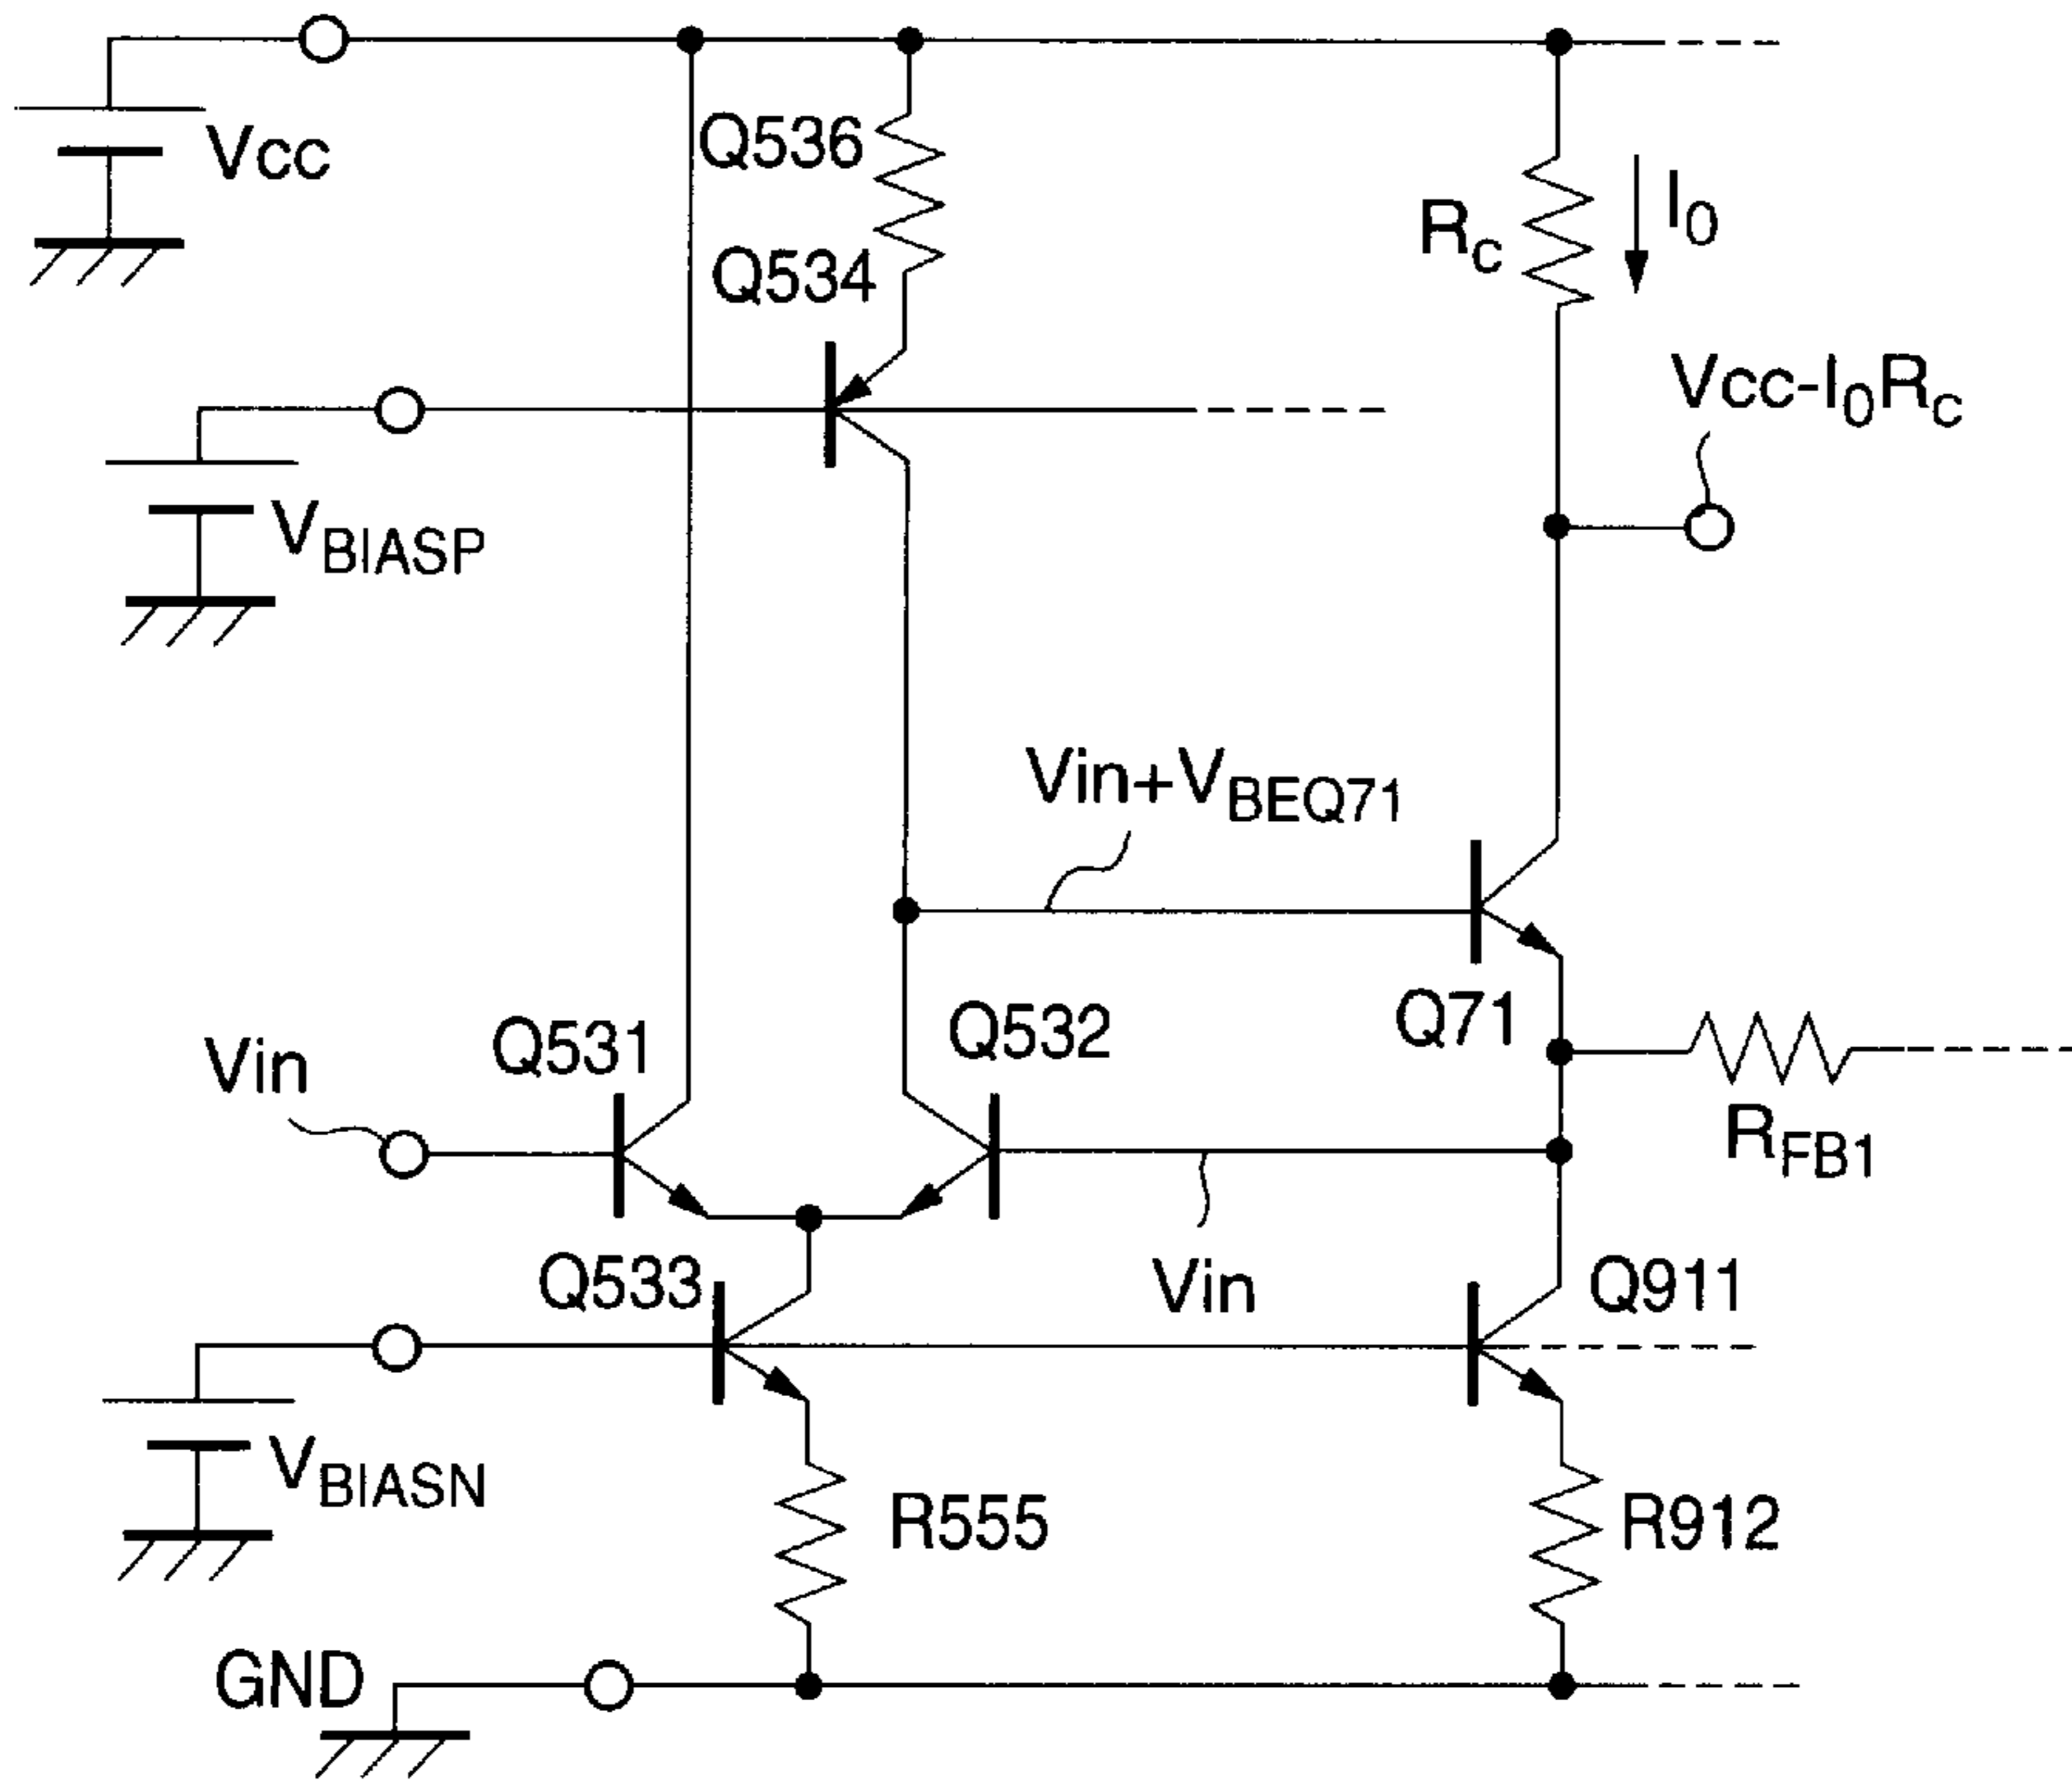 Vcc
Q536
Q534
Rc
I0
Vcc-I0Rc
VBIASP
Vin+VBEQ71
Q71
Q531
Q532
Vin
RFB1
Q533
Vin
Q911
VBIASN
R555
R912
GND